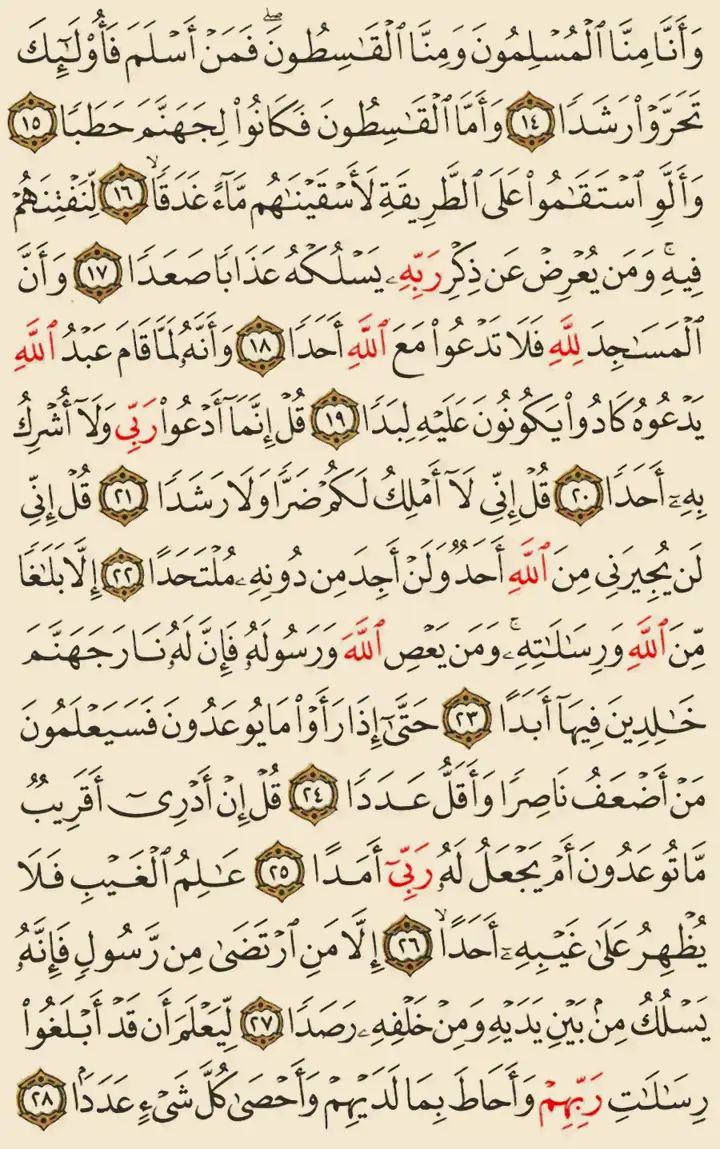 وَأَنَّا مِنَّا ٱلْمُسْلِمُونَ وَمِنَّا ٱلْقَٰسِطُونَۖ فَمَنْ أَسْلَمَ فَأُو۟لَٰٓئِكَ
تَحَرَّوْا۟ رَشَدًا ١٤ وَأَمَّا ٱلْقَٰسِطُونَ فَكَانُوا۟ لِجَهَنَّمَ حَطَبًا ١٥
وَأَلَّوِ ٱسْتَقَٰمُوا۟ عَلَى ٱلطَّرِيقَةِ لَأَسْقَيْنَٰهُم مَّآءً غَدَقًا ١٦ۙ لِّنَفْتِنَهُمْ
فِيهِۚ وَمَن يُعْرِضْ عَن ذِكْرِ رَبِّهِۦ يَسْلُكْهُ عَذَابًا صَعَدًا ١٧ وَأَنَّ
ٱلْمَسَٰجِدَ لِلَّهِ فَلَا تَدْعُوا۟ مَعَ ٱللَّهِ أَحَدًا ١٨ وَأَنَّهُۥ لَمَّا قَامَ عَبْدُ ٱللَّهِ
يَدْعُوهُ كَادُوا۟ يَكُونُونَ عَلَيْهِ لِبَدًا ١٩ قُلْ إِنَّمَآ أَدْعُوا۟ رَبِّى وَلَآ أُشْرِكُ
بِهِۦٓ أَحَدًا ٢٠ قُلْ إِنِّى لَآ أَمْلِكُ لَكُمْ ضَرًّا وَلَا رَشَدًا ٢١ قُلْ إِنِّى
لَن يُجِيرَنِى مِنَ ٱللَّهِ أَحَدٌ وَلَنْ أَجِدَ مِن دُونِهِۦ مُلْتَحَدًا ٢٢ إِلَّا بَلَٰغًا
مِّنَ ٱللَّهِ وَرِسَٰلَٰتِهِۦۚ وَمَن يَعْصِ ٱللَّهَ وَرَسُولَهُۥ فَإِنَّ لَهُۥ نَارَ جَهَنَّمَ
خَٰلِدِينَ فِيهَآ أَبَدًا ٢٣ حَتَّىٰٓ إِذَا رَأَوْا۟ مَا يُوعَدُونَ فَسَيَعْلَمُونَ
مَنْ أَضْعَفُ نَاصِرًا وَأَقَلُّ عَدَدًا ٢٤ قُلْ إِنْ أَدْرِىٓ أَقَرِيبٌ
مَّا تُوعَدُونَ أَمْ يَجْعَلُ لَهُۥ رَبِّىٓ أَمَدًا ٢٥ عَٰلِمُ ٱلْغَيْبِ فَلَا
يُظْهِرُ عَلَىٰ غَيْبِهِۦٓ أَحَدًا ٢٦ۙ إِلَّا مَنِ ٱرْتَضَىٰ مِن رَّسُولٍ فَإِنَّهُۥ
يَسْلُكُ مِنۢ بَيْنِ يَدَيْهِ وَمِنْ خَلْفِهِۦ رَصَدًا ٢٧ لِّيَعْلَمَ أَن قَدْ أَبْلَغُوا۟
رِسَٰلَٰتِ رَبِّهِمْ وَأَحَاطَ بِمَا لَدَيْهِمْ وَأَحْصَىٰ كُلَّ شَىْءٍ عَدَدًۢا ٢٨